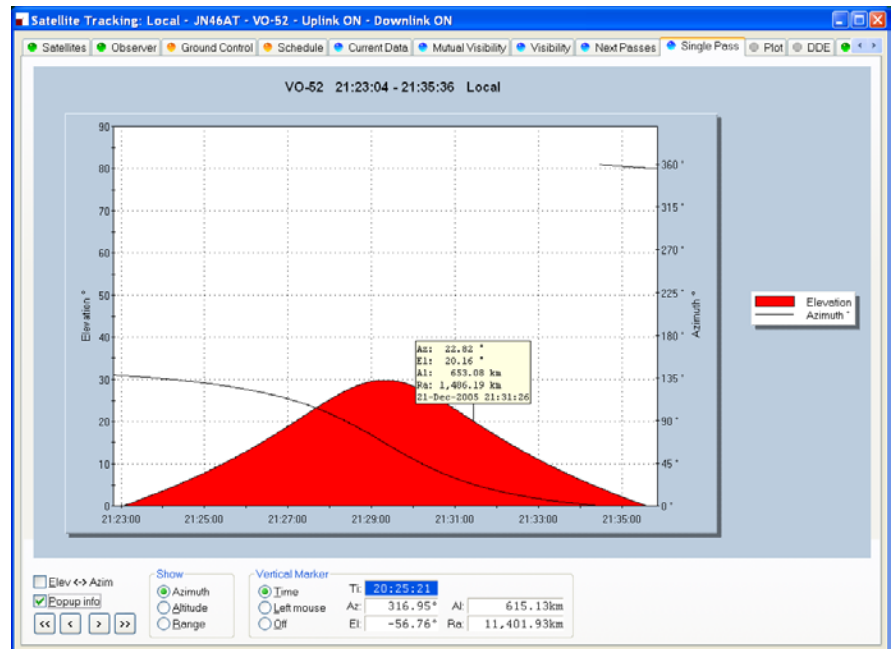 Satellite Tracking: Local - JN46AT - VO-52 - Uplink ON - Downlink ON
Satellites Observer Ground Control Schedule Current Data Mutual Visibility Visibility Next Passes Single Pass Plot DDE
VO-52 21:23:04 - 21:35:36 Local
90
80
70
60
50
40
30
20
10
0
Elevation °
360 °
315 °
270 °
225 °
180 °
135 °
90 °
45 °
0 °
Azimuth °
Az: 22.82 °
El: 20.16 °
Al: 653.08 km
Ra: 1,486.19 km
21-Dec-2005 21:31:26
21:23:00 21:25:00 21:27:00 21:29:00 21:31:00 21:33:00 21:35:00
Elevation
Azimuth °
Elev <-> Azim
Popup info
<< < > >>
Show
Azimuth
Altitude
Range
Vertical Marker
Time
Left mouse
Off
Ti: 20:25:21
Az: 316.95° Al: 615.13km
El: -56.76° Ra: 11,401.93km